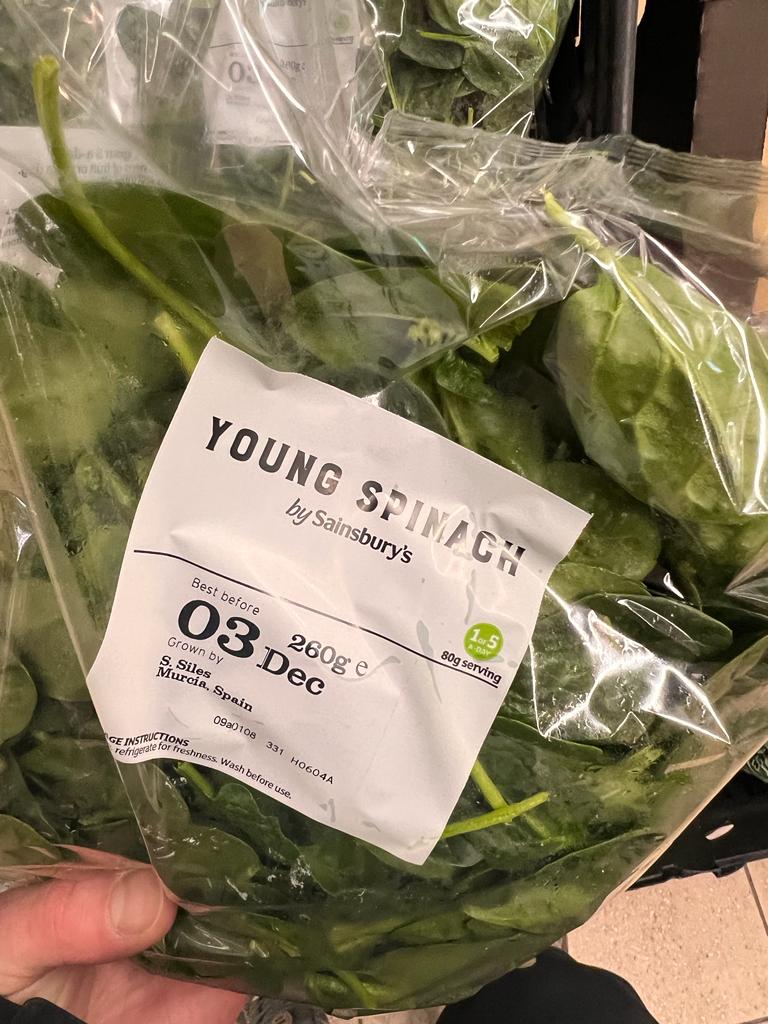 YOUNG SPINACH
by Sainsbury's
Best before
03 Dec
260g e
1 OF 5
A-DAY
80g serving
Grown by
S. Siles
Murcia, Spain
09a0108 331 H0604A
GE INSTRUCTIONS
refrigerate for freshness. Wash before use.